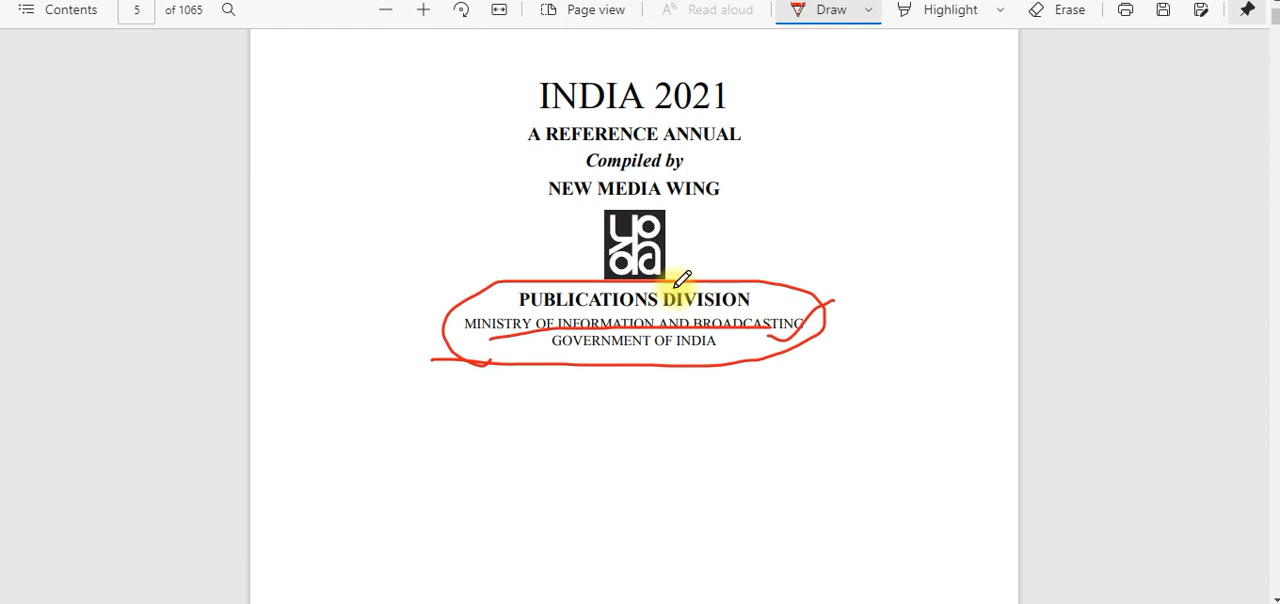 Contents 5 of 1065 Page view Read aloud Draw Highlight Erase
INDIA 2021
A REFERENCE ANNUAL
Compiled by
NEW MEDIA WING
PUBLICATIONS DIVISION
MINISTRY OF INFORMATION AND BROADCASTING
GOVERNMENT OF INDIA